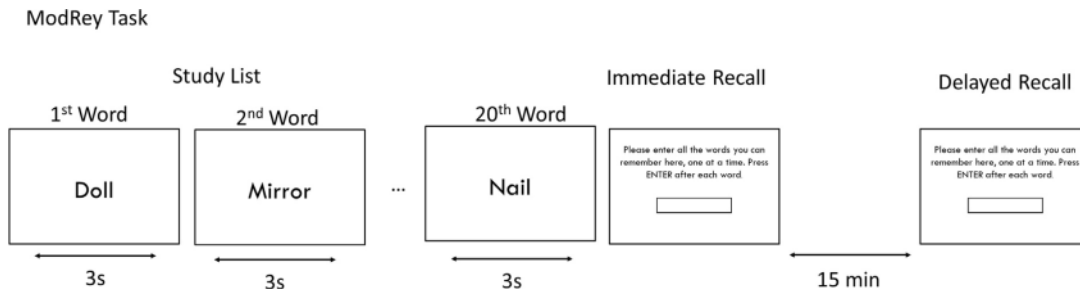 ModRey Task
Study List
Immediate Recall
Delayed Recall
1st Word
2nd Word
20th Word
Doll
Mirror
...
Nail
Please enter all the words you can
remember here, one at a time. Press
ENTER after each word.
Please enter all the words you can
remember here, one at a time. Press
ENTER after each word.
3s
3s
3s
15 min